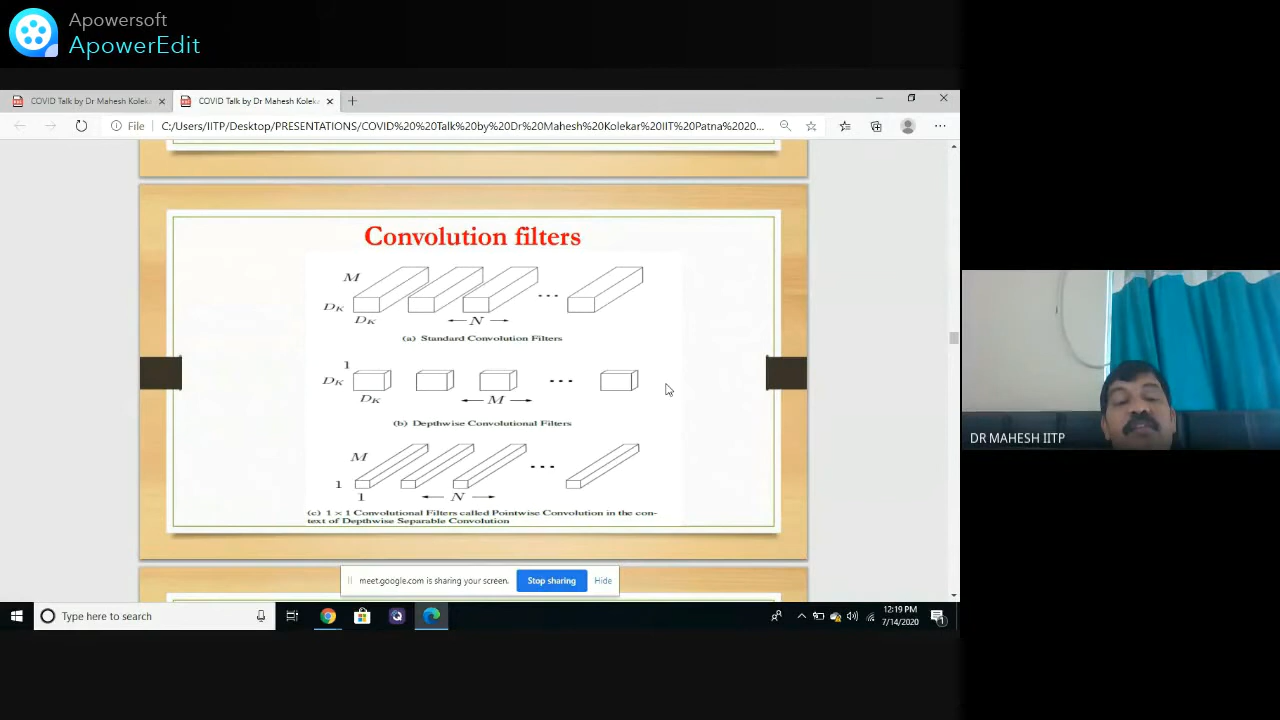 Apowersoft
ApowerEdit
COVID Talk by Dr Mahesh Koleka
COVID Talk by Dr Mahesh Koleka
File
C:/Users/IITP/Desktop/PRESENTATIONS/COVID%20%20Talk%20by%20Dr%20Mahesh%20Kolekar%20IIT%20Patna%2020...
Convolution filters
M
DK
DK
N
...
(a) Standard Convolution Filters
1
DK
DK
M
...
(b) Depthwise Convolutional Filters
M
1
1
N
...
(c) 1 × 1 Convolutional Filters called Pointwise Convolution in the con-
text of Depthwise Separable Convolution
DR MAHESH IITP
meet.google.com is sharing your screen.
Stop sharing
Hide
Type here to search
12:19 PM
7/14/2020
1